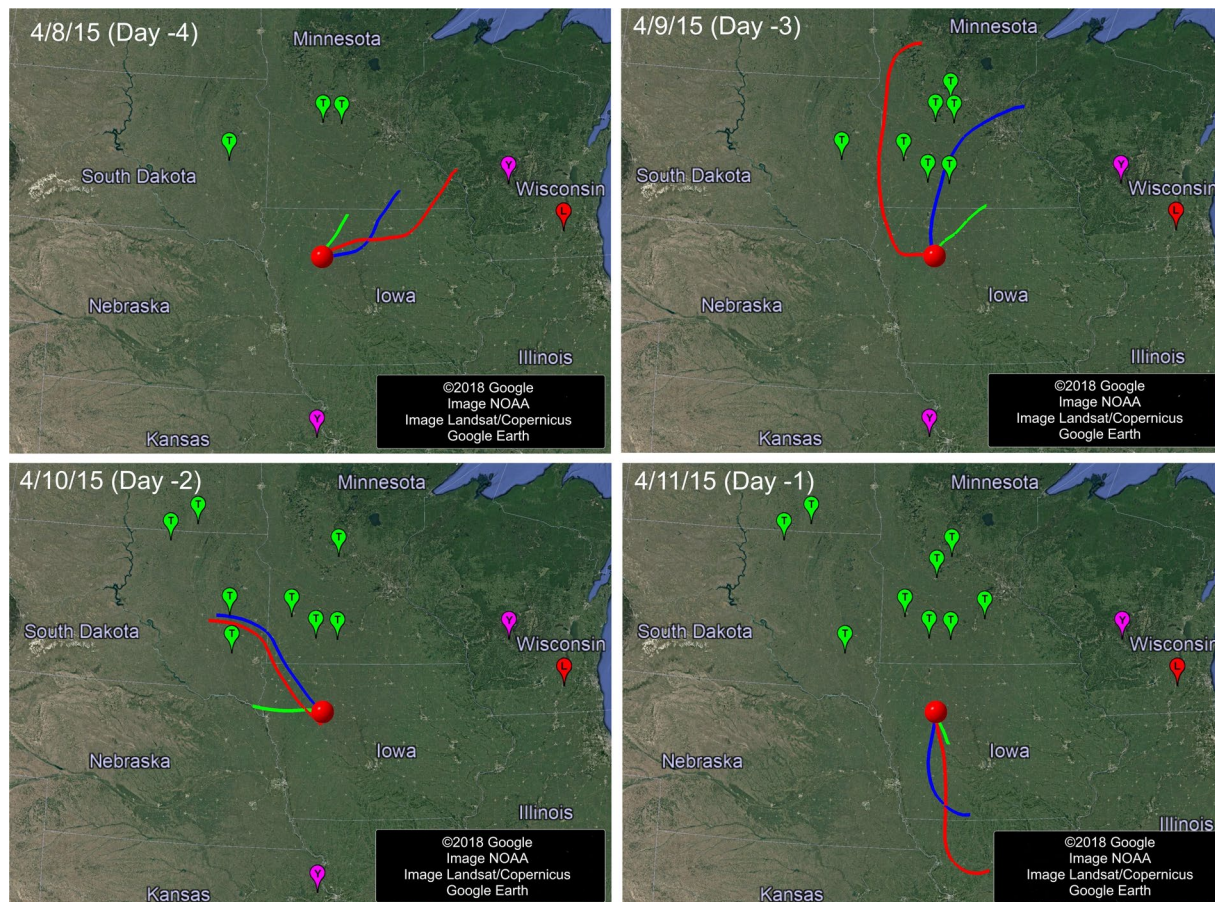 4/8/15 (Day -4)
Minnesota
T
T
T
South Dakota
Y
Wisconsin
L
Nebraska
Iowa
Illinois
Y
Kansas
©2018 Google
Image NOAA
Image Landsat/Copernicus
Google Earth
4/9/15 (Day -3)
Minnesota
T
T
T
T
T
T
T
South Dakota
Y
Wisconsin
L
Nebraska
Iowa
Illinois
Y
Kansas
©2018 Google
Image NOAA
Image Landsat/Copernicus
Google Earth
4/10/15 (Day -2)
Minnesota
T
T
T
T
T
T
T
T
South Dakota
Y
Wisconsin
L
Nebraska
Iowa
Illinois
Y
Kansas
©2018 Google
Image NOAA
Image Landsat/Copernicus
Google Earth
4/11/15 (Day -1)
Minnesota
T
T
T
T
T
T
T
T
T
South Dakota
Y
Wisconsin
L
Nebraska
Iowa
Illinois
Kansas
©2018 Google
Image NOAA
Image Landsat/Copernicus
Google Earth